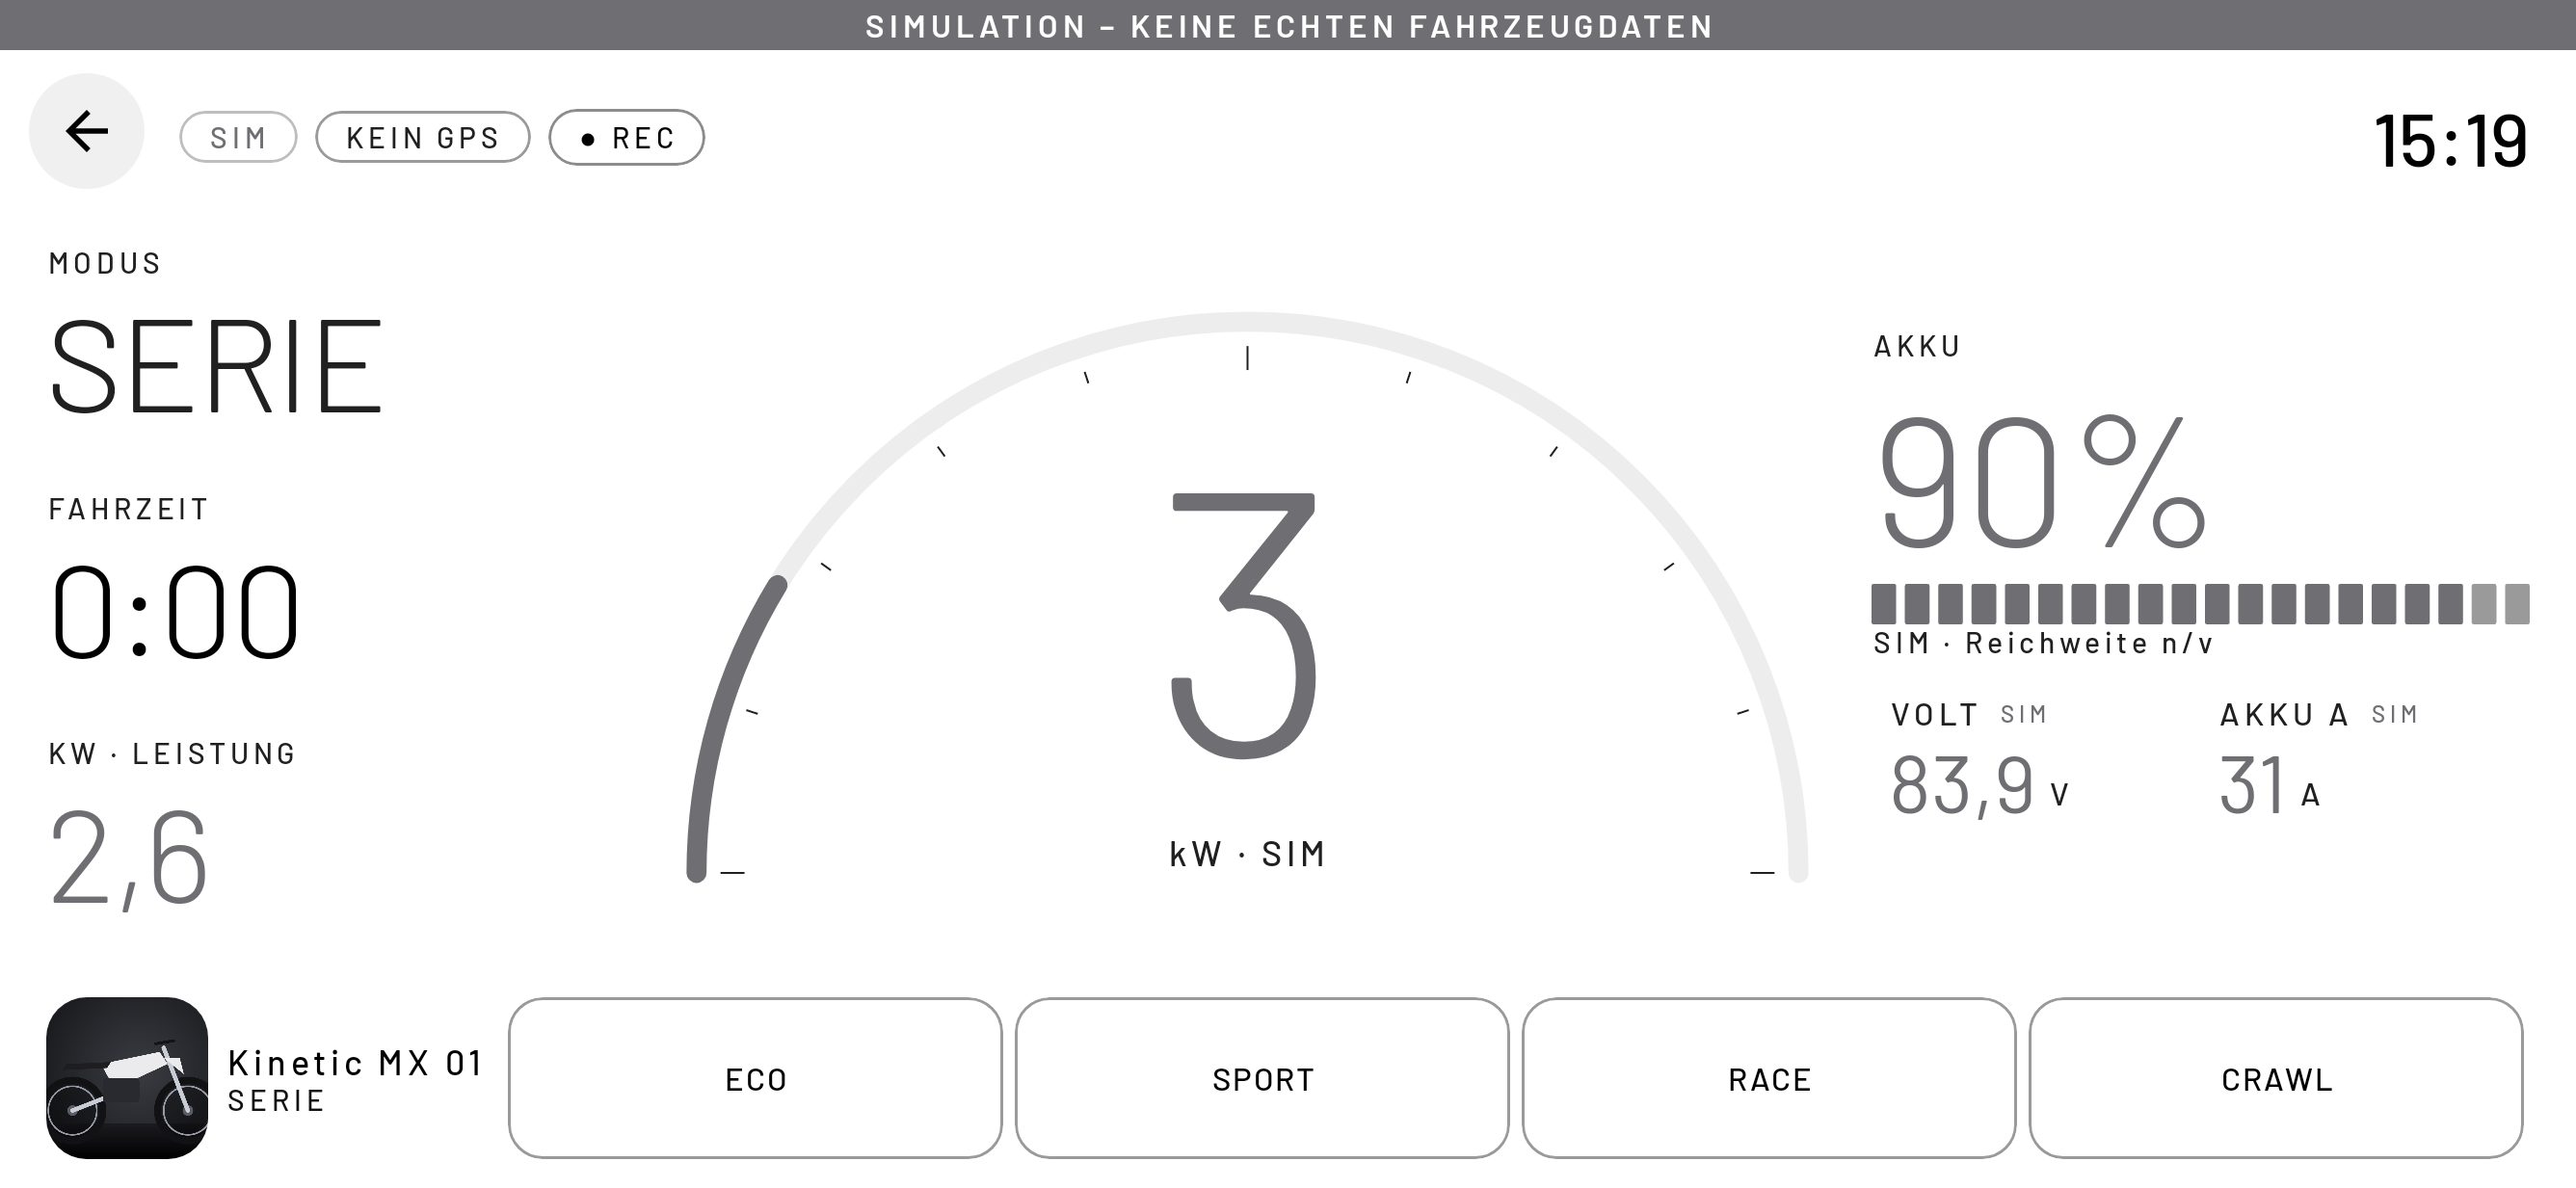 SIMULATION – KEINE ECHTEN FAHRZEUGDATEN
SIM
KEIN GPS
● REC
15:19
MODUS
SERIE
FAHRZEIT
0:00
KW · LEISTUNG
2,6
3
kW · SIM
AKKU
90%
SIM · Reichweite n/v
VOLT SIM
83,9 V
AKKU A SIM
31 A
Kinetic MX 01
SERIE
ECO
SPORT
RACE
CRAWL